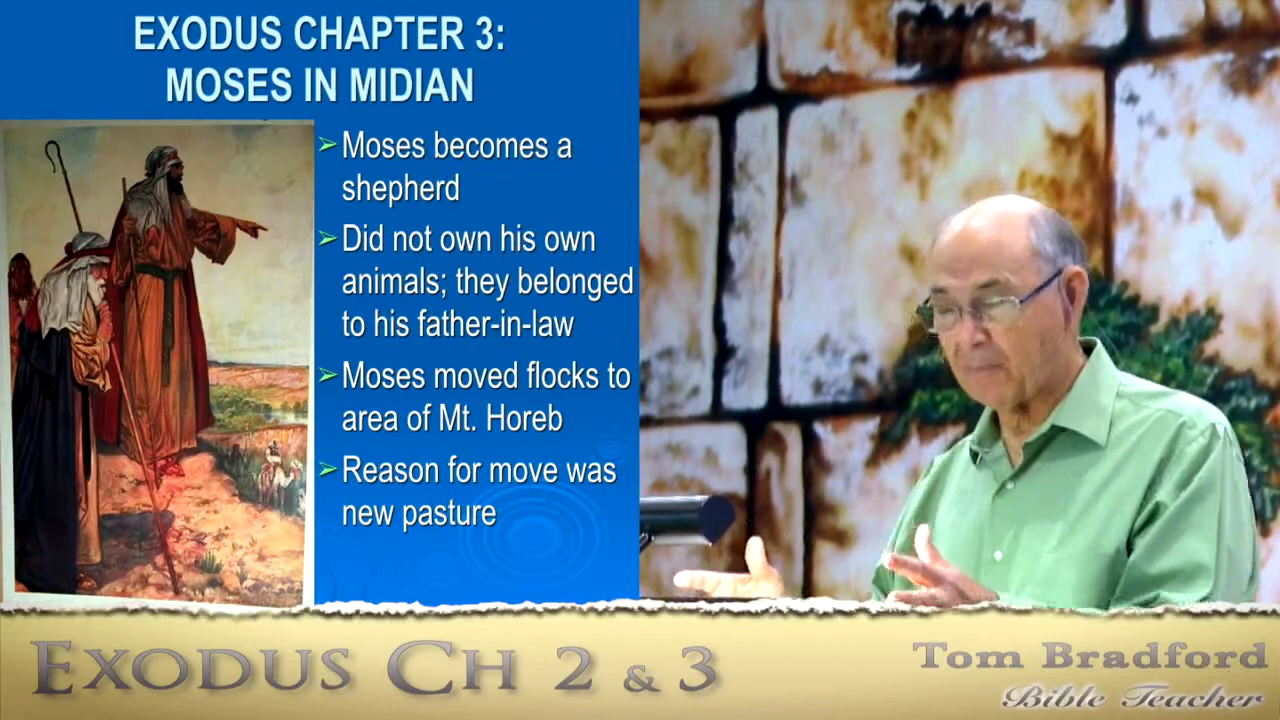 EXODUS CHAPTER 3:
MOSES IN MIDIAN
➢ Moses becomes a
shepherd
➢ Did not own his own
animals; they belonged
to his father-in-law
➢ Moses moved flocks to
area of Mt. Horeb
➢ Reason for move was
new pasture
EXODUS CH 2 & 3
Tom Bradford
Bible Teacher